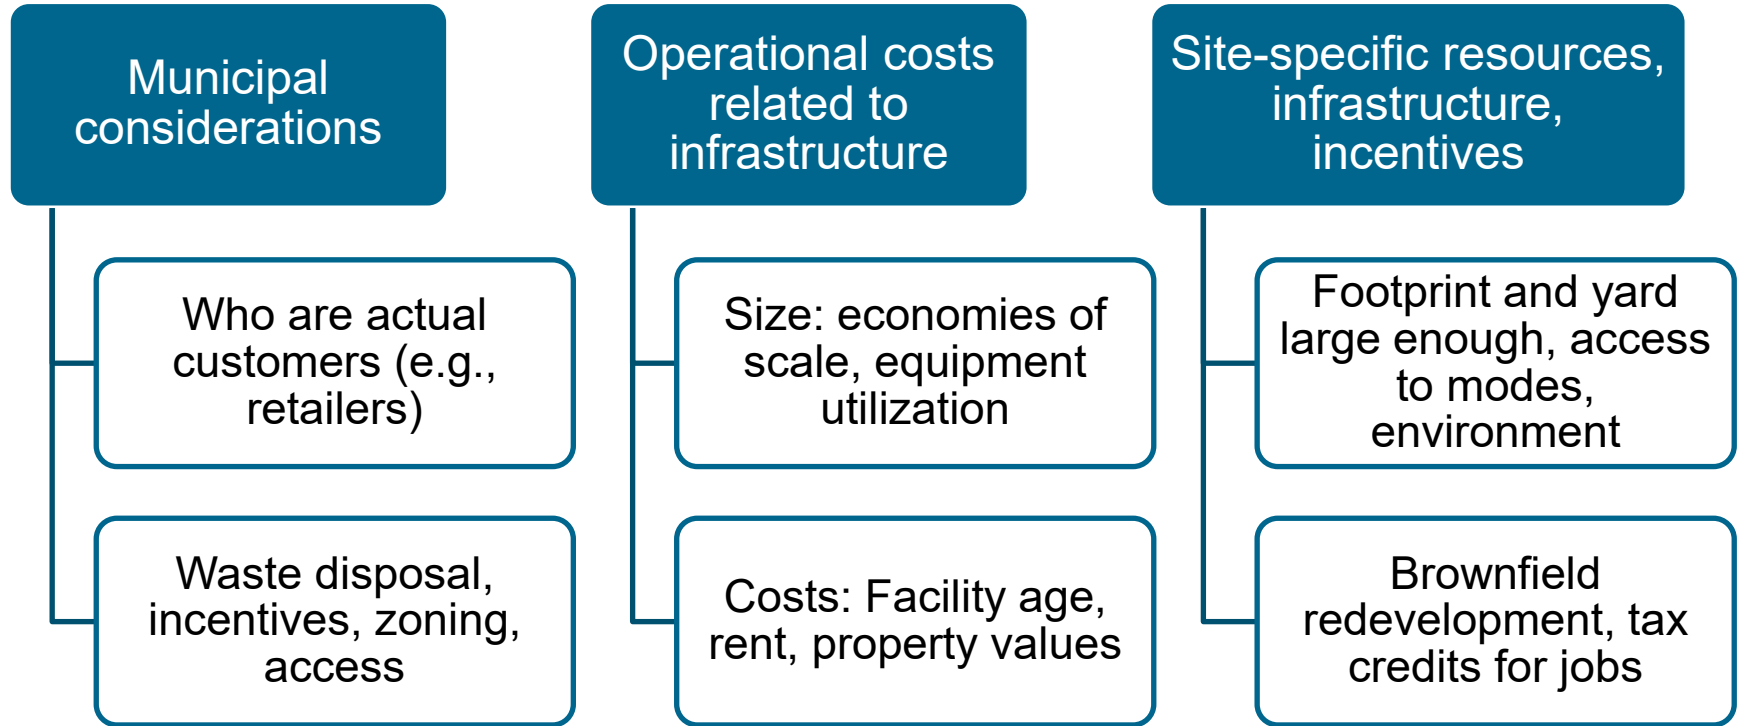 Municipal
considerations
Who are actual
customers (e.g.,
retailers)
Waste disposal,
incentives, zoning,
access
Operational costs
related to
infrastructure
Size: economies of
scale, equipment
utilization
Costs: Facility age,
rent, property values
Site-specific resources,
infrastructure,
incentives
Footprint and yard
large enough, access
to modes,
environment
Brownfield
redevelopment, tax
credits for jobs